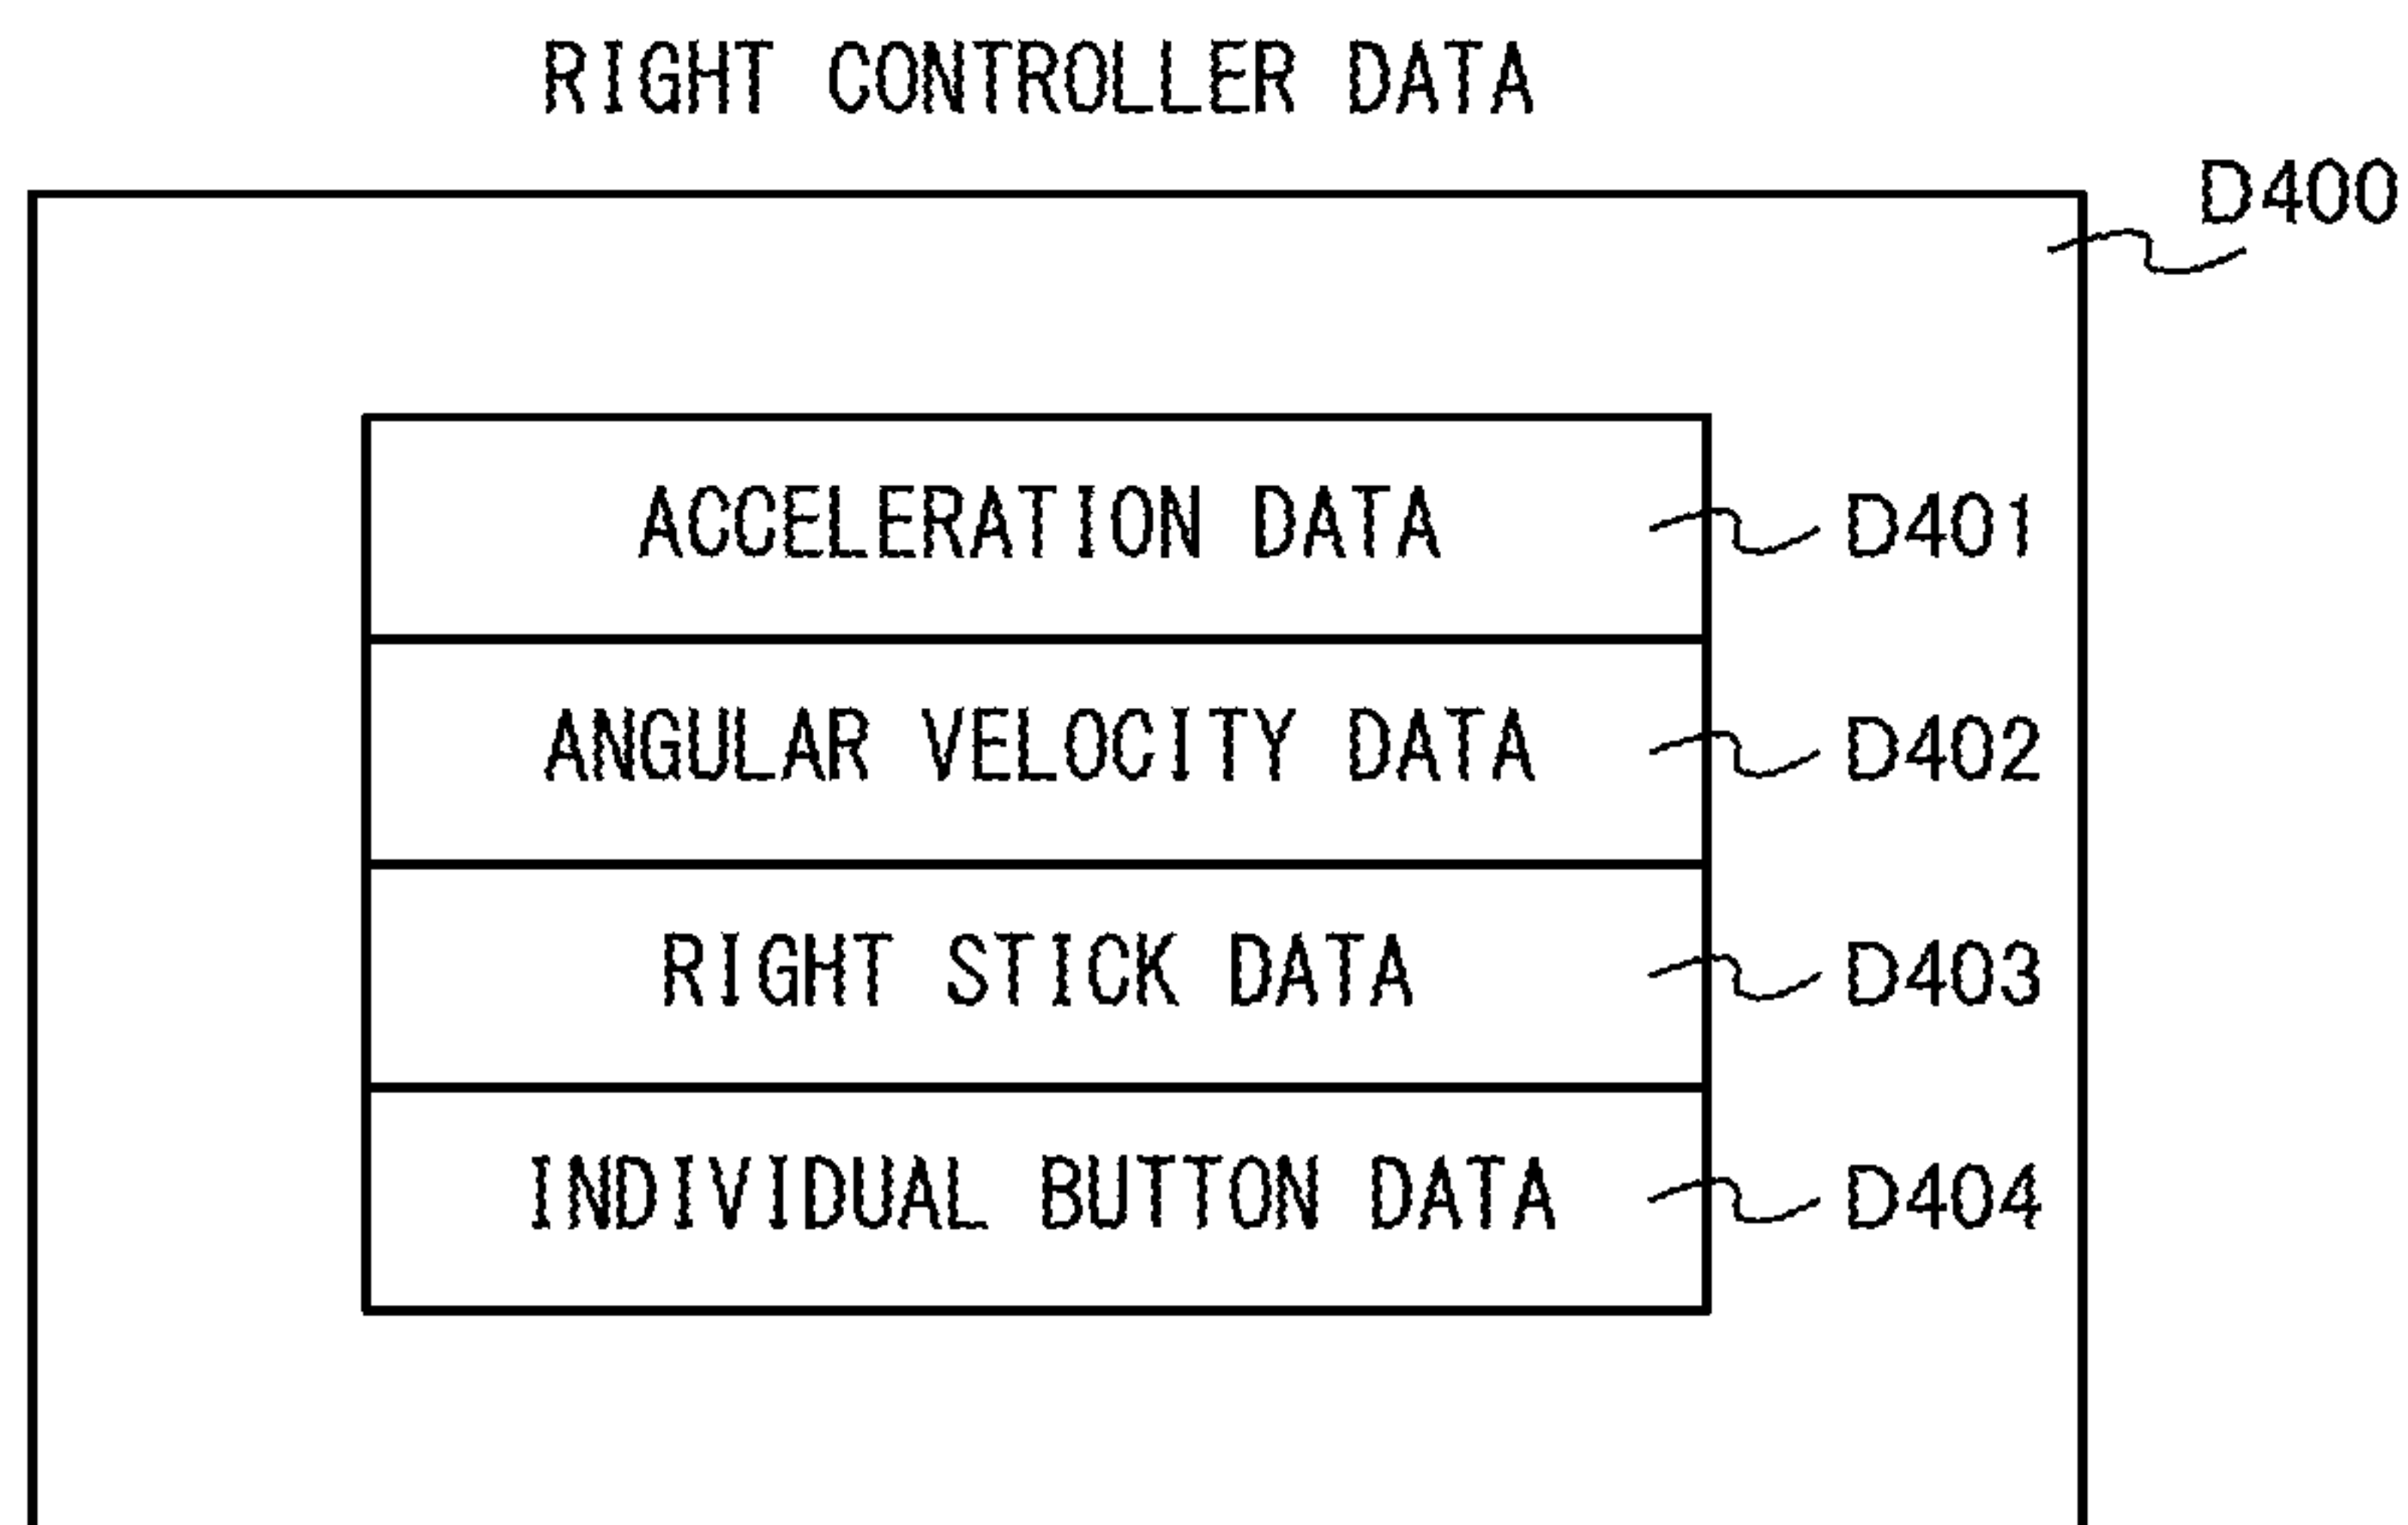 RIGHT CONTROLLER DATA
D400
ACCELERATION DATA D401
ANGULAR VELOCITY DATA D402
RIGHT STICK DATA D403
INDIVIDUAL BUTTON DATA D404